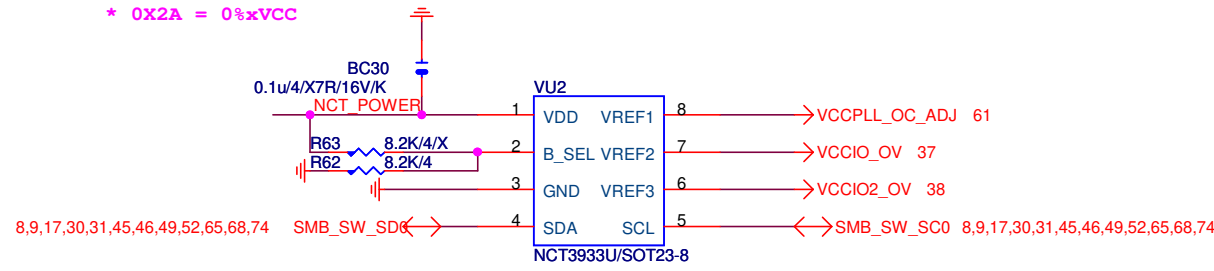 * 0X2A = 0%xVCC
BC30
0.1u/4/X7R/16V/K
VU2
NCT_POWER
1 VDD VREF1 8 VCCPLL_OC_ADJ 61
R63 8.2K/4/X
2 B_SEL VREF2 7 VCCIO_OV 37
R62 8.2K/4
3 GND VREF3 6 VCCIO2_OV 38
8,9,17,30,31,45,46,49,52,65,68,74 SMB_SW_SD0 4 SDA SCL 5 SMB_SW_SC0 8,9,17,30,31,45,46,49,52,65,68,74
NCT3933U/SOT23-8